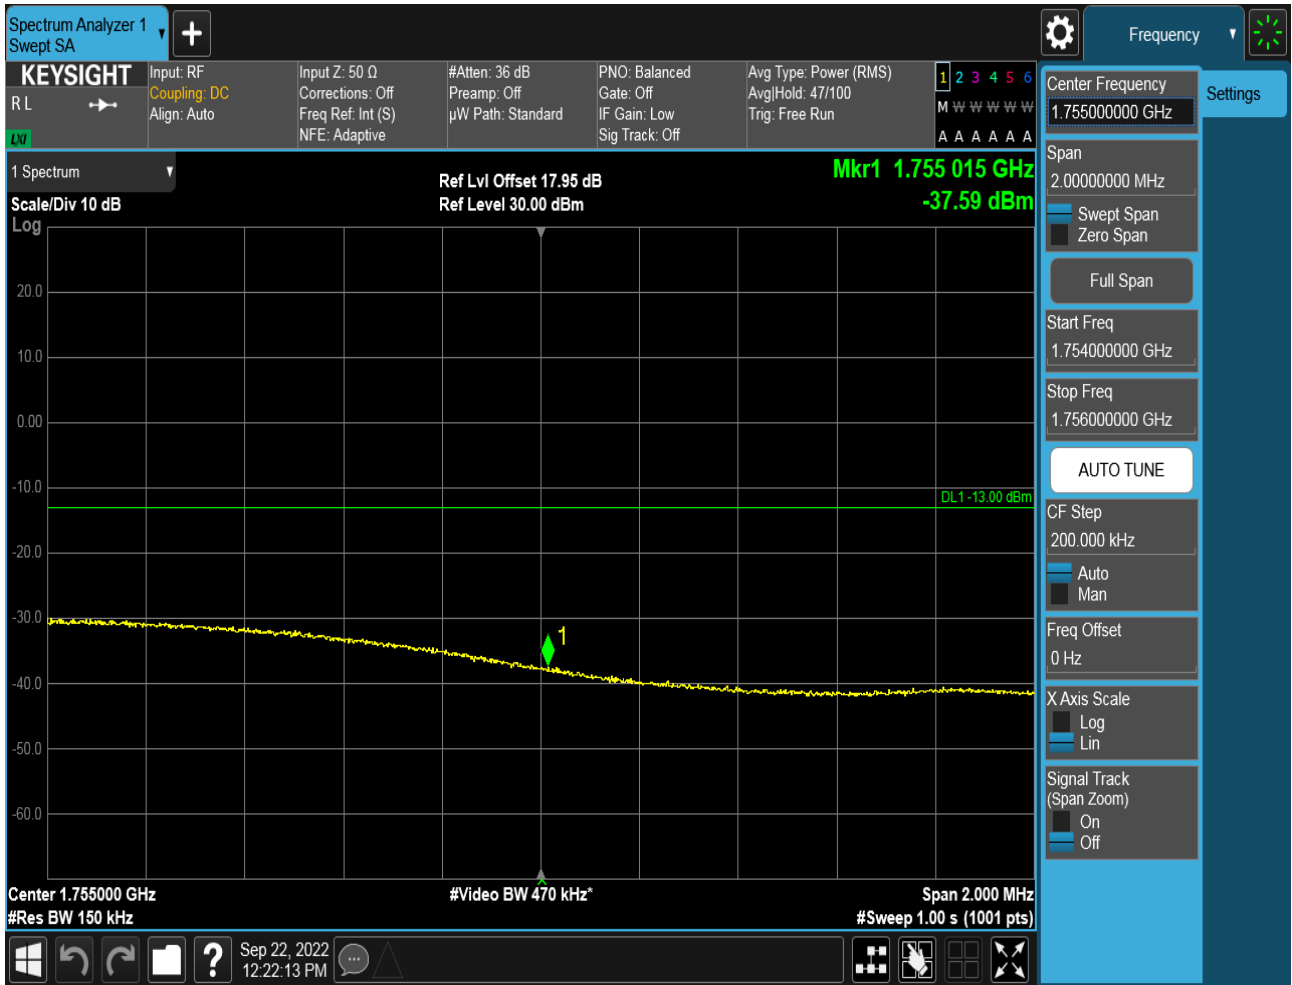 Spectrum Analyzer 1
Swept SA
Frequency
KEYSIGHT
R L
LXI
Input: RF
Coupling: DC
Align: Auto
Input Z: 50 Ω
Corrections: Off
Freq Ref: Int (S)
NFE: Adaptive
#Atten: 36 dB
Preamp: Off
µW Path: Standard
PNO: Balanced
Gate: Off
IF Gain: Low
Sig Track: Off
Avg Type: Power (RMS)
Avg|Hold: 47/100
Trig: Free Run
1 2 3 4 5 6
M W W W W W
A A A A A A
1 Spectrum
Scale/Div 10 dB
Log
Ref Lvl Offset 17.95 dB
Ref Level 30.00 dBm
Mkr1 1.755 015 GHz
-37.59 dBm
20.0
10.0
0.00
-10.0
DL1 -13.00 dBm
-20.0
-30.0
1
-40.0
-50.0
-60.0
Center 1.755000 GHz
#Res BW 150 kHz
#Video BW 470 kHz*
Span 2.000 MHz
#Sweep 1.00 s (1001 pts)
Sep 22, 2022
12:22:13 PM
Center Frequency
1.755000000 GHz
Settings
Span
2.00000000 MHz
Swept Span
Zero Span
Full Span
Start Freq
1.754000000 GHz
Stop Freq
1.756000000 GHz
AUTO TUNE
CF Step
200.000 kHz
Auto
Man
Freq Offset
0 Hz
X Axis Scale
Log
Lin
Signal Track
(Span Zoom)
On
Off